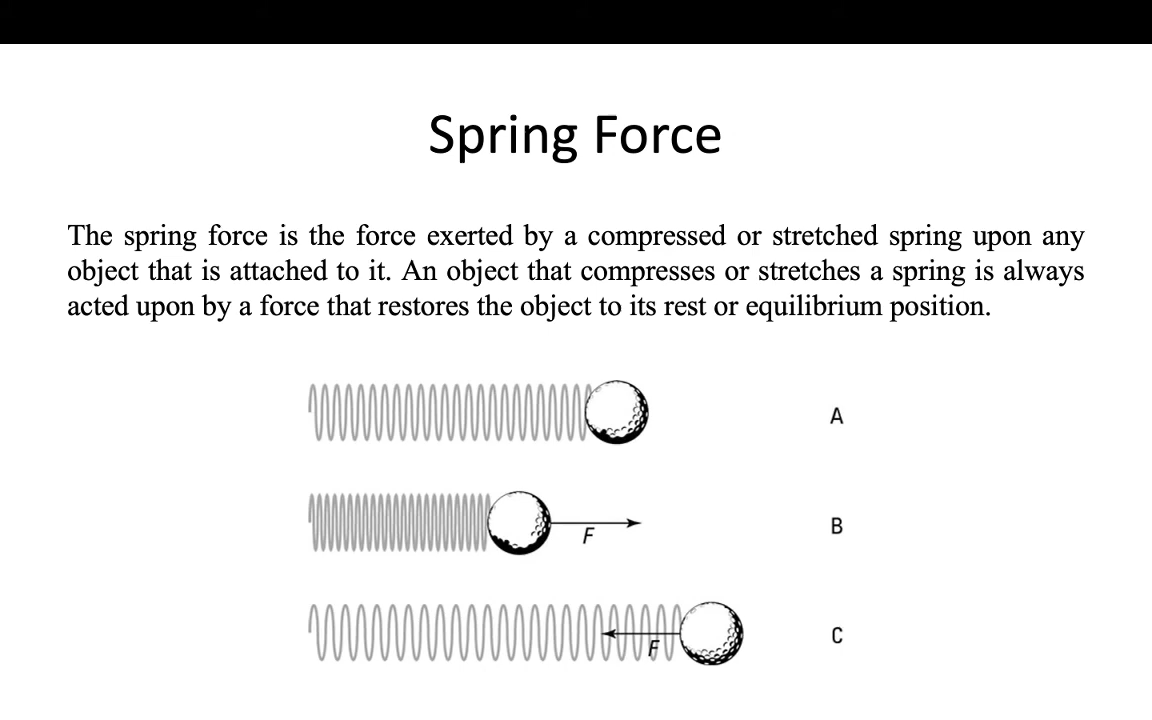 Spring Force
The spring force is the force exerted by a compressed or stretched spring upon any
object that is attached to it. An object that compresses or stretches a spring is always
acted upon by a force that restores the object to its rest or equilibrium position.
A
F
B
F
C